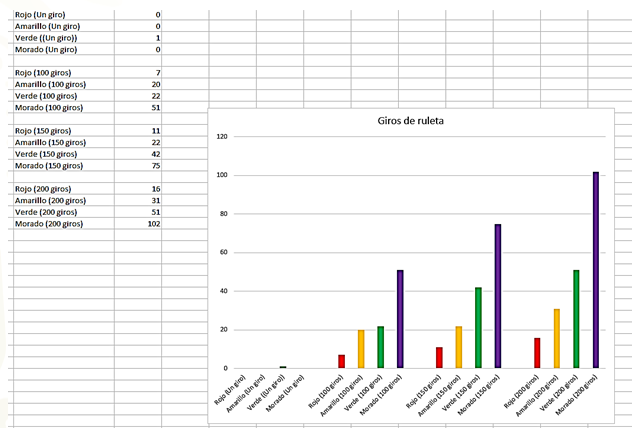 Rojo (Un giro) 0
Amarillo (Un giro) 0
Verde ((Un giro)) 1
Morado (Un giro) 0
Rojo (100 giros) 7
Amarillo (100 giros) 20
Verde (100 giros) 22
Morado (100 giros) 51
Rojo (150 giros) 11
Amarillo (150 giros) 22
Verde (150 giros) 42
Morado (150 giros) 75
Rojo (200 giros) 16
Amarillo (200 giros) 31
Verde (200 giros) 51
Morado (200 giros) 102
Giros de ruleta
120
100
80
60
40
20
0
Rojo (Un giro)
Amarillo (Un giro)
Verde ((Un giro))
Morado (Un giro)
Rojo (100 giros)
Amarillo (100 giros)
Verde (100 giros)
Morado (100 giros)
Rojo (150 giros)
Amarillo (150 giros)
Verde (150 giros)
Morado (150 giros)
Rojo (200 giros)
Amarillo (200 giros)
Verde (200 giros)
Morado (200 giros)